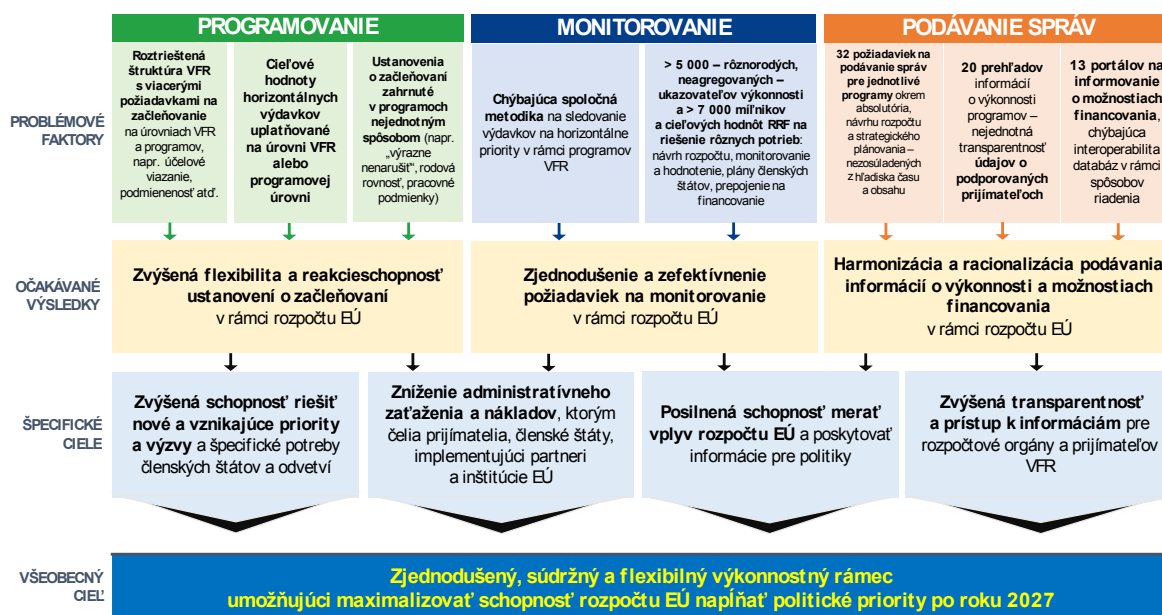 PROGRAMOVANIE
MONITOROVANIE
PODÁVANIE SPRÁV
PROBLÉMOVÉ
FAKTORY
Roztrieštená
štruktúra VFR
s viacerými
požiadavkami na
začleňovanie
na úrovniach VFR
a programov,
napr. účelové
viazanie,
podmienenosť atď.
Cieľové
hodnoty
horizontálnych
výdavkov
uplatňované
na úrovni VFR
alebo
programovej
úrovni
Ustanovenia
o začleňovaní
zahrnuté
v programoch
nejednotným
spôsobom (napr.
„výrazne
nenarušiť“, rodová
rovnosť, pracovné
podmienky)
Chýbajúca spoločná
metodika na sledovanie
výdavkov na horizontálne
priority v rámci programov
VFR
> 5 000 – rôznorodých,
neagregovaných –
ukazovateľov výkonnosti
a > 7 000 míľnikov
a cieľových hodnôt RRF na
riešenie rôznych potrieb:
návrh rozpočtu, monitorovanie
a hodnotenie, plány členských
štátov, prepojenie na
financovanie
32 požiadaviek na
podávanie správ
pre jednotlivé
programy okrem
absolutória,
návrhu rozpočtu
a strategického
plánovania –
nezosúladených
z hľadiska času
a obsahu
20 prehľadov
informácií
o výkonnosti
programov –
nejednotná
transparentnosť
údajov o
podporovaných
prijímateľoch
13 portálov na
informovanie
o možnostiach
financovania,
chýbajúca
interoperabilita
databáz v rámci
spôsobov
riadenia
OČAKÁVANÉ
VÝSLEDKY
Zvýšená flexibilita a reakcieschopnosť
ustanovení o začleňovaní
v rámci rozpočtu EÚ
Zjednodušenie a zefektívnenie
požiadaviek na monitorovanie
v rámci rozpočtu EÚ
Harmonizácia a racionalizácia podávania
informácií o výkonnosti a možnostiach
financovania
v rámci rozpočtu EÚ
ŠPECIFICKÉ
CIELE
Zvýšená schopnosť riešiť
nové a vznikajúce priority
a výzvy a špecifické potreby
členských štátov a odvetví
Zníženie administratívneho
zaťaženia a nákladov, ktorým
čelia prijímatelia, členské štáty,
implementujúci partneri
a inštitúcie EÚ
Posilnená schopnosť merať
vplyv rozpočtu EÚ a poskytovať
informácie pre politiky
Zvýšená transparentnosť
a prístup k informáciám pre
rozpočtové orgány a prijímateľov
VFR
VŠEOBECNÝ
CIEĽ
Zjednodušený, súdržný a flexibilný výkonnostný rámec
umožňujúci maximalizovať schopnosť rozpočtu EÚ napĺňať politické priority po roku 2027